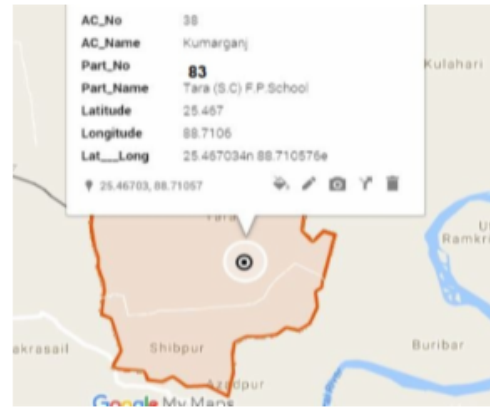 AC_No 38
AC_Name Kumarganj
Part_No 83
Part_Name Tara (S.C) F.P.School
Latitude 25.467
Longitude 88.7106
Lat___Long 25.467034n 88.710576e
25.46703, 88.71057
Kulahari
Tara
Ramkri
akrasail
Shibpur
Buribar
Azadpur
Google My Maps